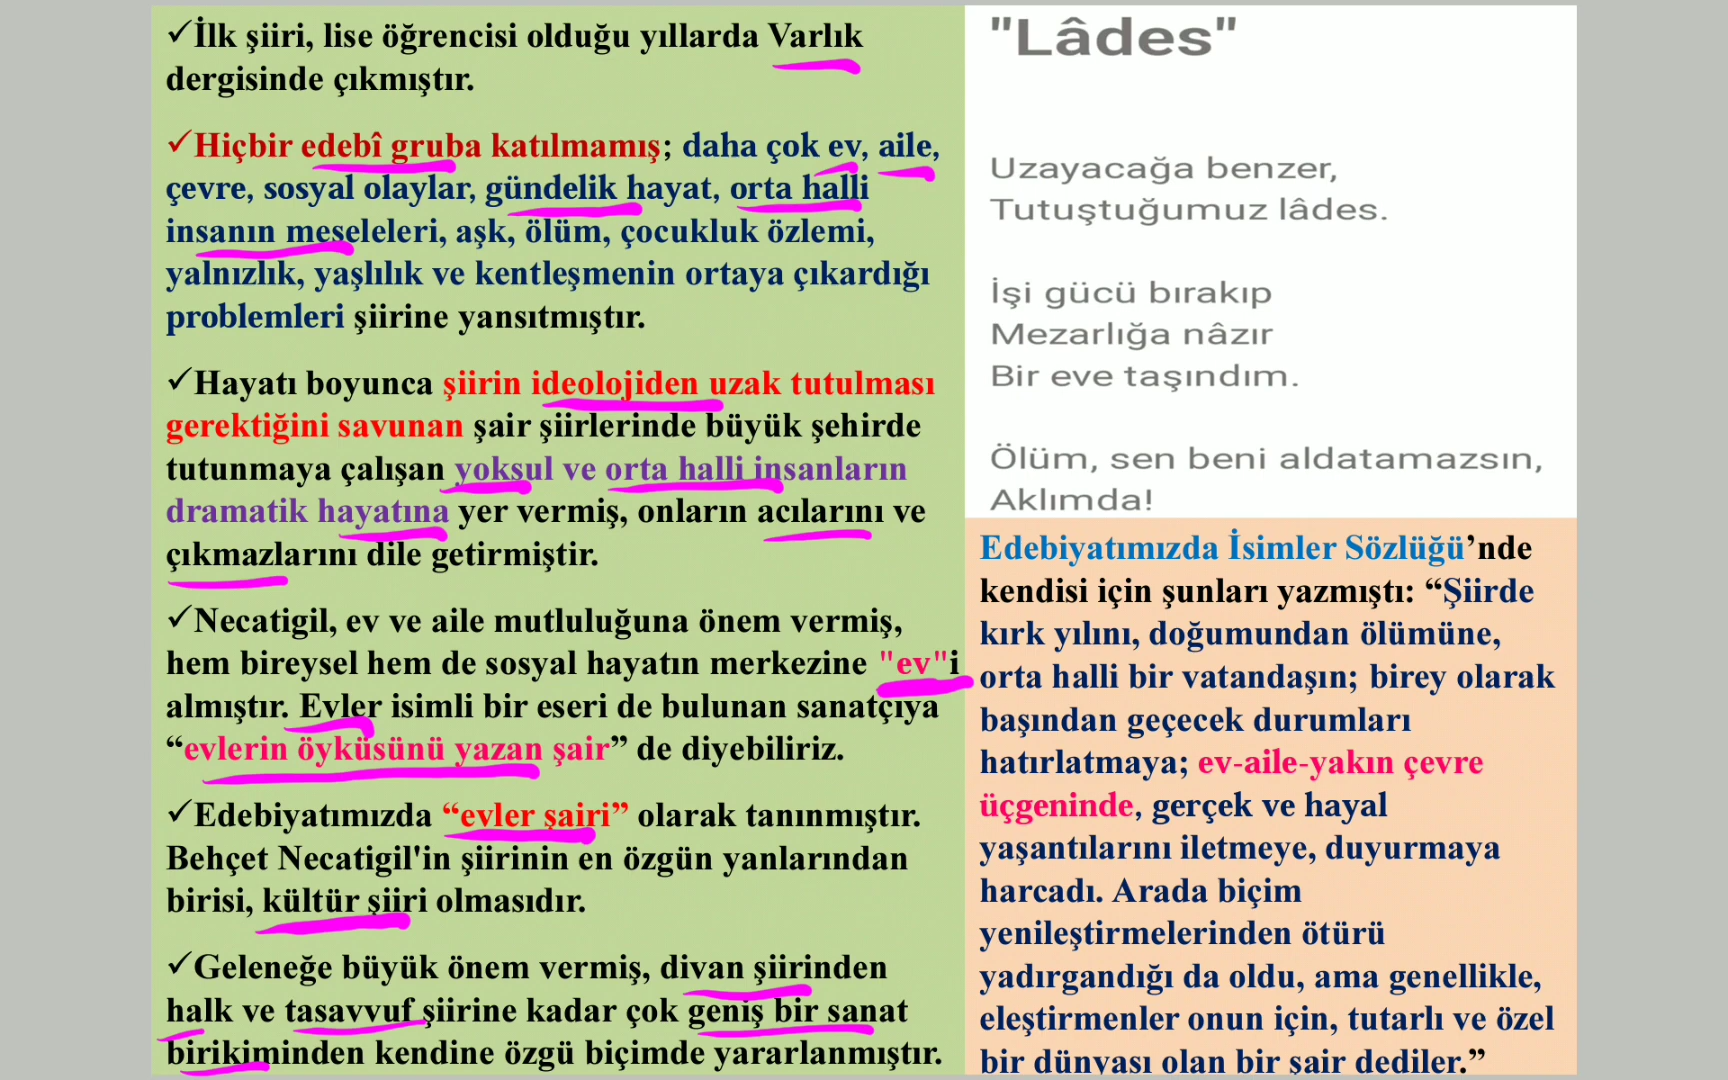 ✓İlk şiiri, lise öğrencisi olduğu yıllarda Varlık
dergisinde çıkmıştır.
✓Hiçbir edebî gruba katılmamış; daha çok ev, aile,
çevre, sosyal olaylar, gündelik hayat, orta halli
insanın meseleleri, aşk, ölüm, çocukluk özlemi,
yalnızlık, yaşlılık ve kentleşmenin ortaya çıkardığı
problemleri şiirine yansıtmıştır.
✓Hayatı boyunca şiirin ideolojiden uzak tutulması
gerektiğini savunan şair şiirlerinde büyük şehirde
tutunmaya çalışan yoksul ve orta halli insanların
dramatik hayatına yer vermiş, onların acılarını ve
çıkmazlarını dile getirmiştir.
✓Necatigil, ev ve aile mutluluğuna önem vermiş,
hem bireysel hem de sosyal hayatın merkezine "ev"i
almıştır. Evler isimli bir eseri de bulunan sanatçıya
“evlerin öyküsünü yazan şair” de diyebiliriz.
✓Edebiyatımızda “evler şairi” olarak tanınmıştır.
Behçet Necatigil'in şiirinin en özgün yanlarından
birisi, kültür şiiri olmasıdır.
✓Geleneğe büyük önem vermiş, divan şiirinden
halk ve tasavvuf şiirine kadar çok geniş bir sanat
birikiminden kendine özgü biçimde yararlanmıştır.
"Lâdes"
Uzayacağa benzer,
Tutuştuğumuz lâdes.
İşi gücü bırakıp
Mezarlığa nâzır
Bir eve taşındım.
Ölüm, sen beni aldatamazsın,
Aklımda!
Edebiyatımızda İsimler Sözlüğü’nde
kendisi için şunları yazmıştı: “Şiirde
kırk yılını, doğumundan ölümüne,
orta halli bir vatandaşın; birey olarak
başından geçecek durumları
hatırlatmaya; ev-aile-yakın çevre
üçgeninde, gerçek ve hayal
yaşantılarını iletmeye, duyurmaya
harcadı. Arada biçim
yenileştirmelerinden ötürü
yadırgandığı da oldu, ama genellikle,
eleştirmenler onun için, tutarlı ve özel
bir dünyası olan bir şair dediler.”